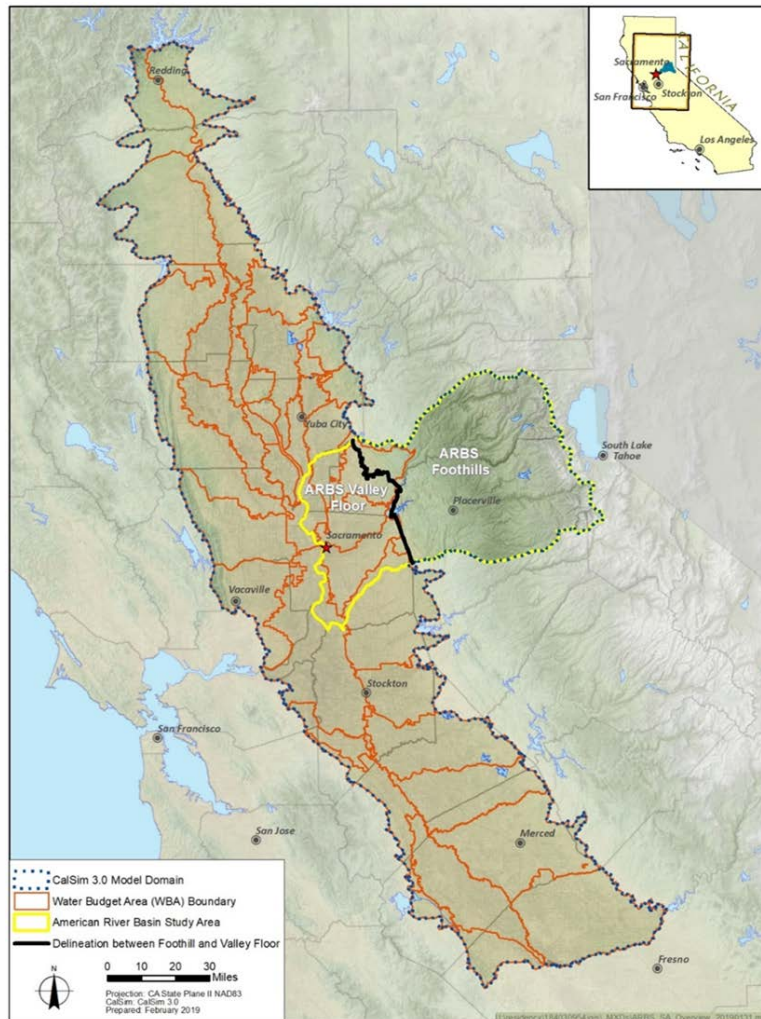 Redding
Sacramento
San Francisco
Stockton
CALIFORNIA
Los Angeles
Yuba City
ARBS
Foothills
South Lake
Tahoe
ARBS Valley
Floor
Placerville
Sacramento
Vacaville
Stockton
San Francisco
San Jose
Merced
Fresno
CalSim 3.0 Model Domain
Water Budget Area (WBA) Boundary
American River Basin Study Area
Delineation between Foothill and Valley Floor
N
0 10 20 30
Miles
Projection: CA State Plane II NAD83
CalSim: CalSim 3.0
Prepared: February 2019